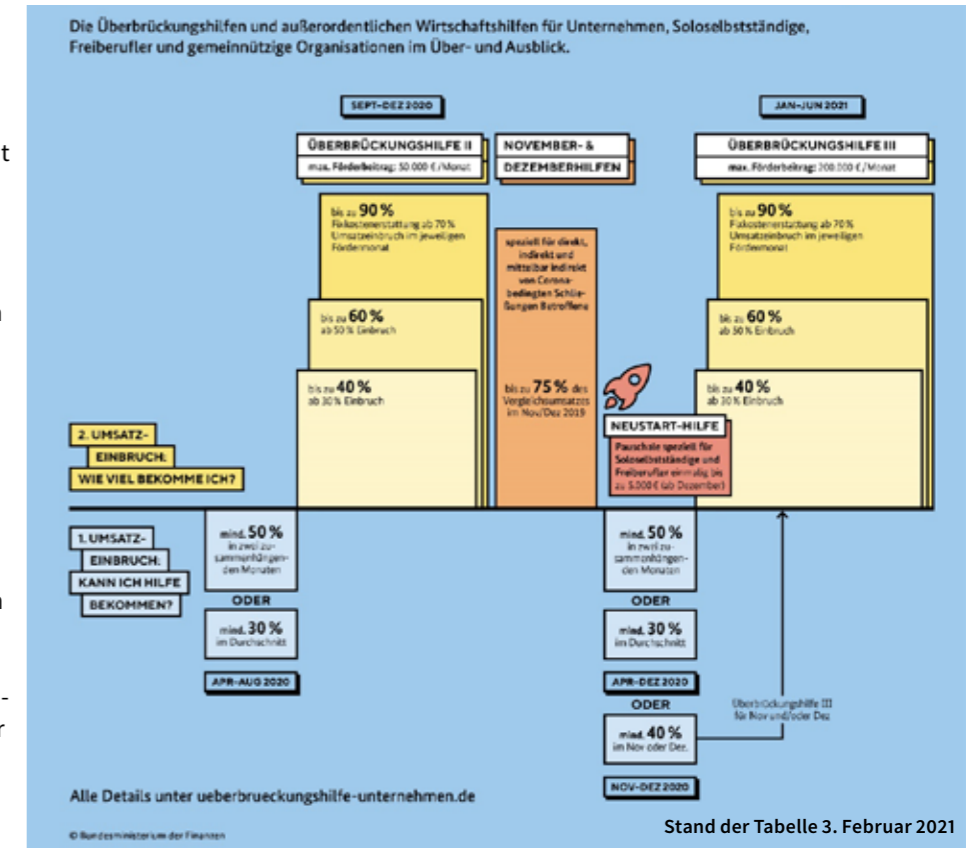 Die Überbrückungshilfen und außerordentlichen Wirtschaftshilfen für Unternehmen, Soloselbstständige,
Freiberufler und gemeinnützige Organisationen im Über- und Ausblick.
SEPT–DEZ 2020
ÜBERBRÜCKUNGSHILFE II
max. Förderbeitrag: 50.000 €/Monat
bis zu 90 %
Fixkostenerstattung ab 70 %
Umsatzeinbruch im jeweiligen
Fördermonat
bis zu 60 %
ab 50 % Einbruch
bis zu 40 %
ab 30 % Einbruch
NOVEMBER- &
DEZEMBERHILFEN
speziell für direkt,
indirekt und
mittelbar indirekt
von Corona-
bedingten Schlie-
ßungen Betroffene
bis zu 75 % des
Vergleichsumsatzes
im Nov/Dez 2019
JAN–JUN 2021
ÜBERBRÜCKUNGSHILFE III
max. Förderbeitrag: 200.000 €/Monat
bis zu 90 %
Fixkostenerstattung ab 70 %
Umsatzeinbruch im jeweiligen
Fördermonat
bis zu 60 %
ab 50 % Einbruch
bis zu 40 %
ab 30 % Einbruch
NEUSTART-HILFE
Pauschale speziell für
Soloselbstständige und
Freiberufler einmalig bis
zu 5.000 € (ab Dezember)
2. UMSATZ-
EINBRUCH:
WIE VIEL BEKOMME ICH?
1. UMSATZ-
EINBRUCH:
KANN ICH HILFE
BEKOMMEN?
mind. 50 %
in zwei zu-
sammenhängen-
den Monaten
ODER
mind. 30 %
im Durchschnitt
APR–AUG 2020
mind. 50 %
in zwei zu-
sammenhängen-
den Monaten
ODER
mind. 30 %
im Durchschnitt
APR–DEZ 2020
ODER
mind. 40 %
im Nov oder Dez.
NOV–DEZ 2020
Überbrückungshilfe III
für Nov und/oder Dez
Alle Details unter ueberbrueckungshilfe-unternehmen.de
© Bundesministerium der Finanzen
Stand der Tabelle 3. Februar 2021